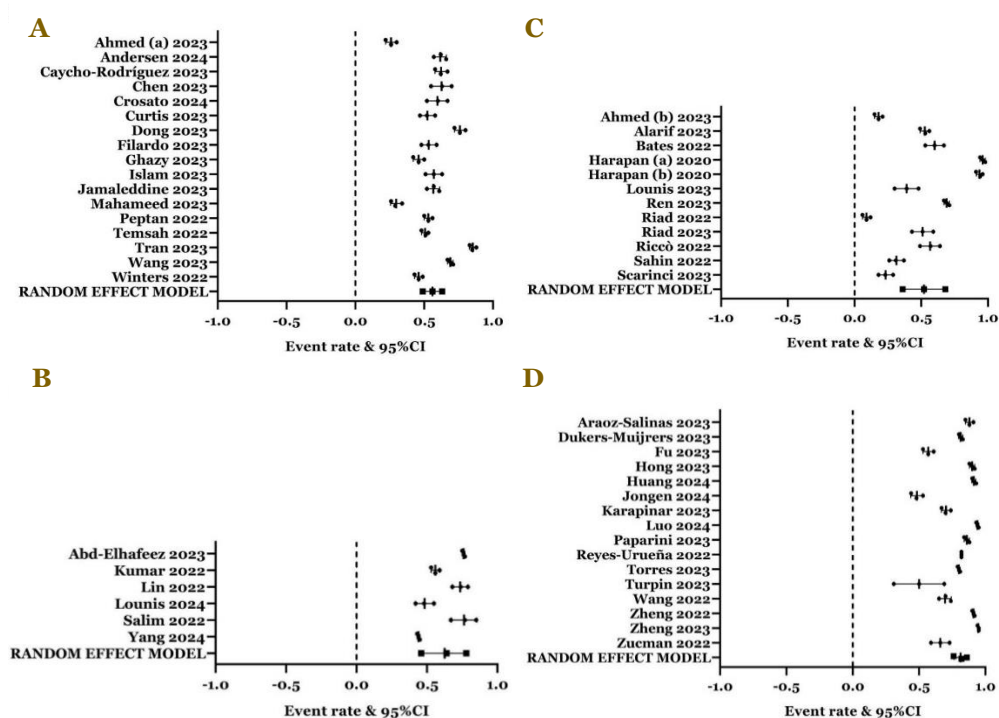 A
Ahmed (a) 2023
Andersen 2024
Caycho-Rodríguez 2023
Chen 2023
Crosato 2024
Curtis 2023
Dong 2023
Filardo 2023
Ghazy 2023
Islam 2023
Jamaleddine 2023
Mahameed 2023
Peptan 2022
Temsah 2022
Tran 2023
Wang 2023
Winters 2022
RANDOM EFFECT MODEL
-1.0 -0.5 0.0 0.5 1.0
Event rate & 95%CI
B
Abd-Elhafeez 2023
Kumar 2022
Lin 2022
Lounis 2024
Salim 2022
Yang 2024
RANDOM EFFECT MODEL
-1.0 -0.5 0.0 0.5 1.0
Event rate & 95%CI
C
Ahmed (b) 2023
Alarif 2023
Bates 2022
Harapan (a) 2020
Harapan (b) 2020
Lounis 2023
Ren 2023
Riad 2022
Riad 2023
Riccò 2022
Sahin 2022
Scarinci 2023
RANDOM EFFECT MODEL
-1.0 -0.5 0.0 0.5 1.0
Event rate & 95%CI
D
Araoz-Salinas 2023
Dukers-Muijrers 2023
Fu 2023
Hong 2023
Huang 2024
Jongen 2024
Karapinar 2023
Luo 2024
Paparini 2023
Reyes-Urueña 2022
Torres 2023
Turpin 2023
Wang 2022
Zheng 2022
Zheng 2023
Zucman 2022
RANDOM EFFECT MODEL
-1.0 -0.5 0.0 0.5 1.0
Event rate & 95%CI